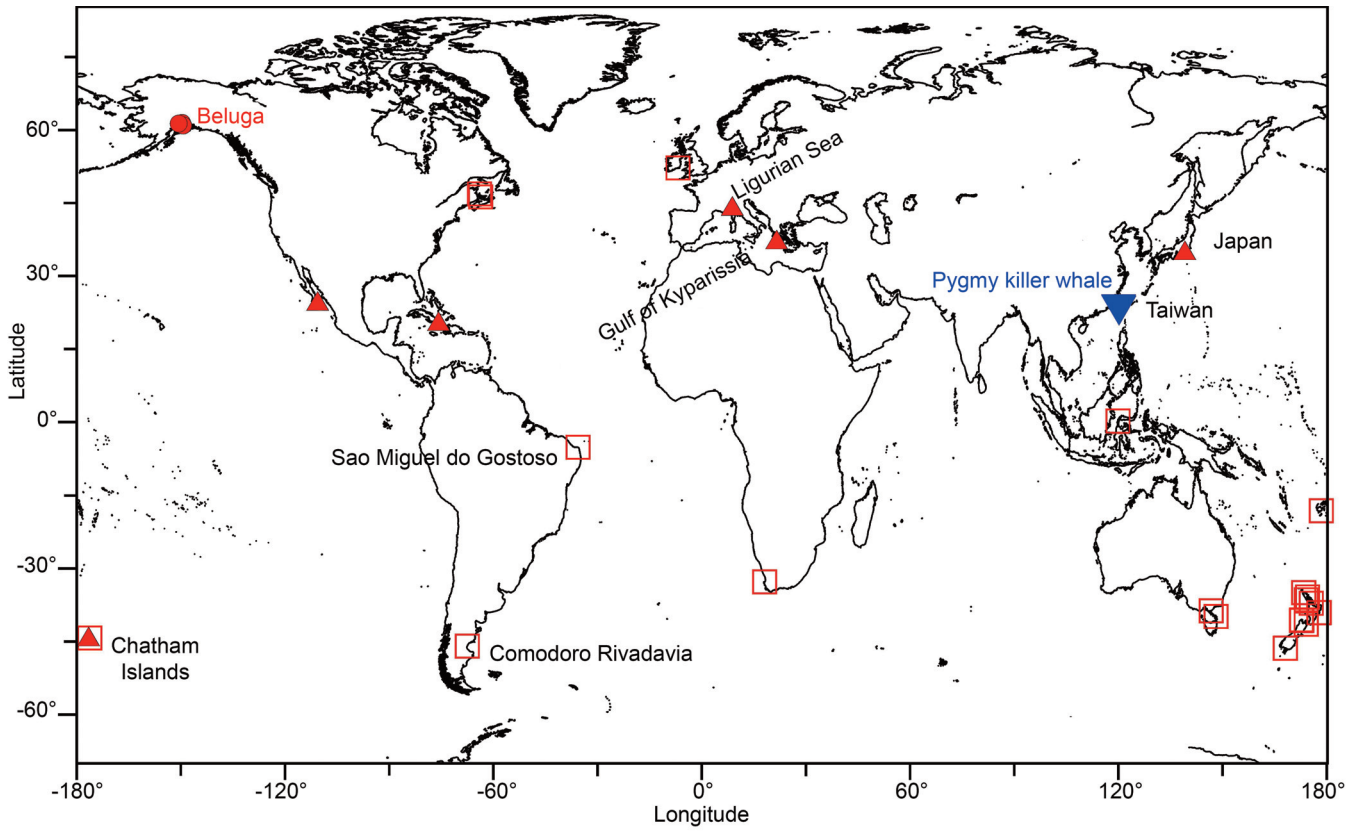 60°
30°
0°
-30°
-60°
Latitude
Beluga
Ligurian Sea
Gulf of Kyparissia
Japan
Pygmy killer whale
Taiwan
Sao Miguel do Gostoso
Chatham
Islands
Comodoro Rivadavia
-180°
-120°
-60°
0°
60°
120°
180°
Longitude